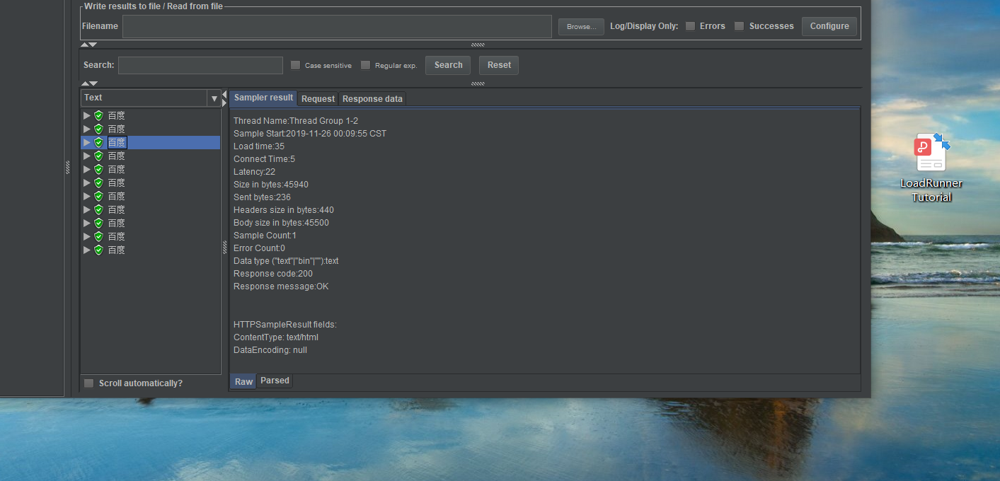 Write results to file / Read from file
Filename Browse... Log/Display Only: Errors Successes Configure
Search: Case sensitive Regular exp. Search Reset
Text
百度
百度
百度
百度
百度
百度
百度
百度
百度
百度
百度
Scroll automatically?
Sampler result Request Response data
Thread Name:Thread Group 1-2
Sample Start:2019-11-26 00:09:55 CST
Load time:35
Connect Time:5
Latency:22
Size in bytes:45940
Sent bytes:236
Headers size in bytes:440
Body size in bytes:45500
Sample Count:1
Error Count:0
Data type ("text"|"bin"|""):text
Response code:200
Response message:OK
HTTPSampleResult fields:
ContentType: text/html
DataEncoding: null
Raw Parsed
LoadRunner
Tutorial